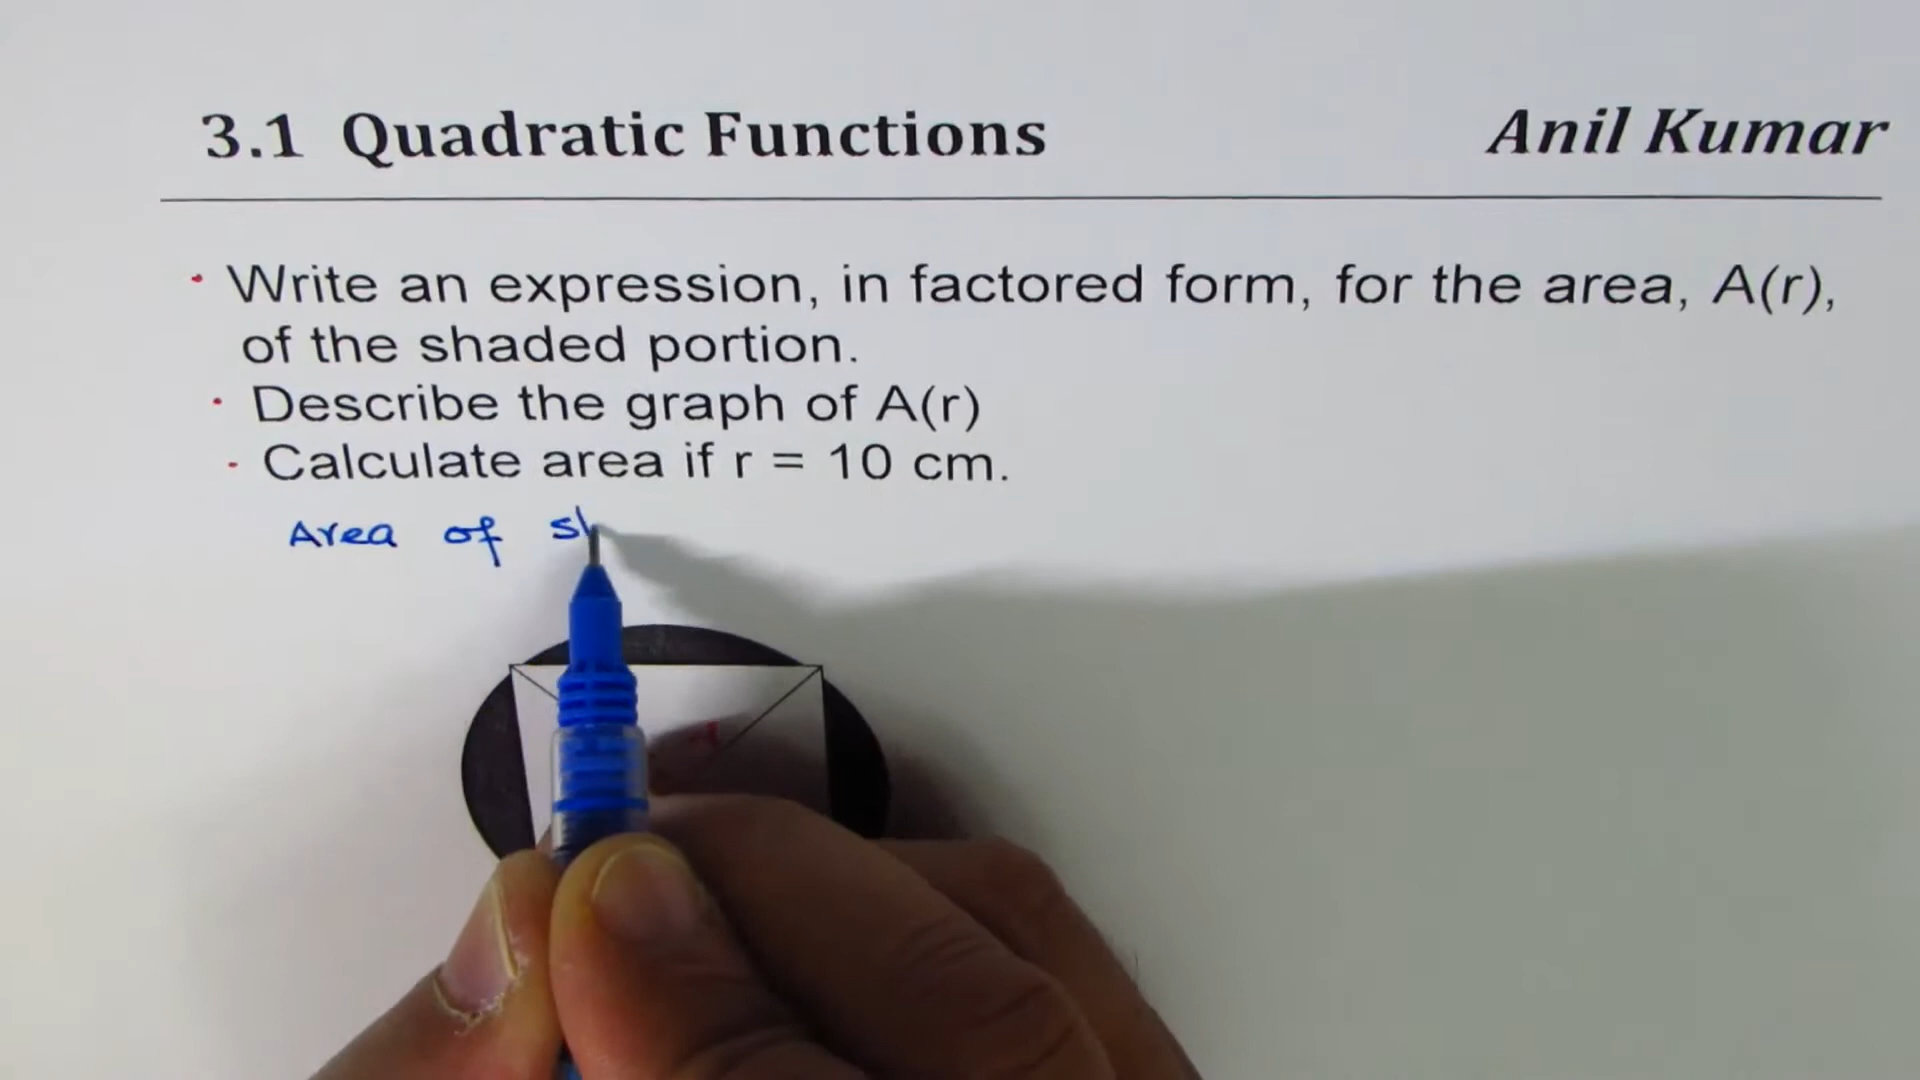 3.1 Quadratic Functions
Anil Kumar
· Write an expression, in factored form, for the area, A(r),
of the shaded portion.
· Describe the graph of A(r)
· Calculate area if r = 10 cm.
Area of sh
r